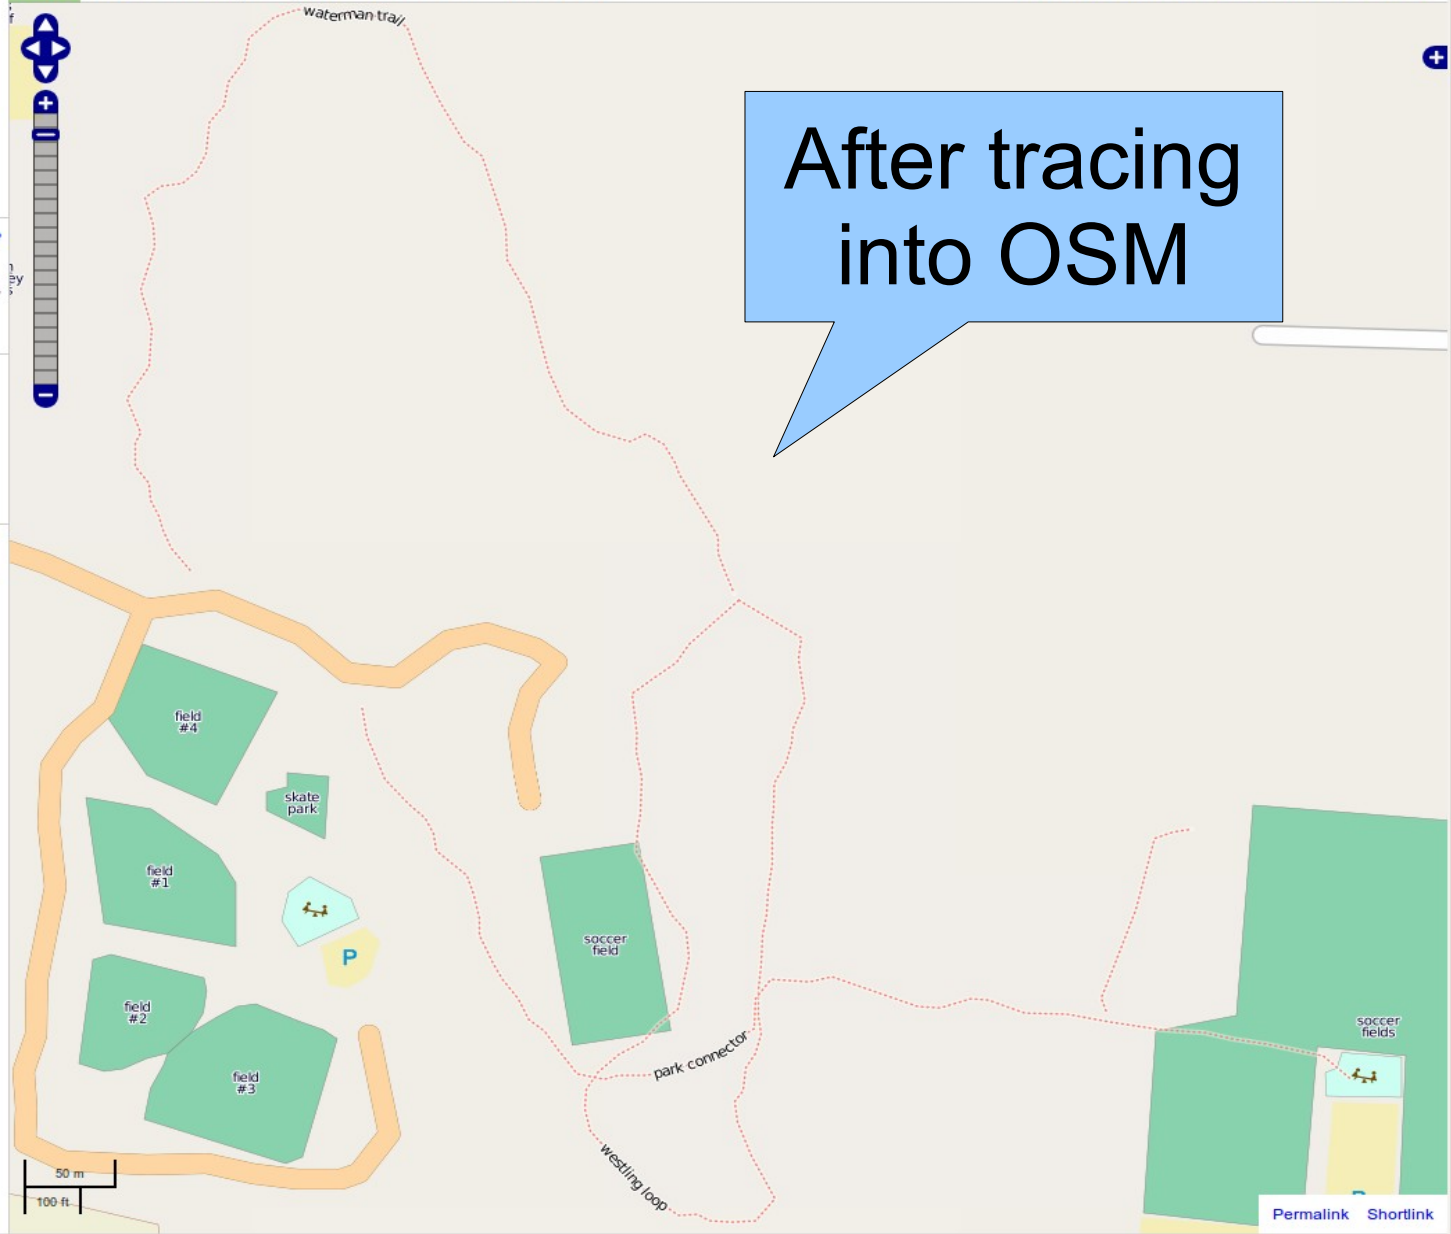 waterman trail
After tracing
into OSM
field
#4
skate
park
field
#1
P
soccer
field
field
#2
field
#3
park connector
westling loop
soccer
fields
50 m
100 ft
Permalink
Shortlink